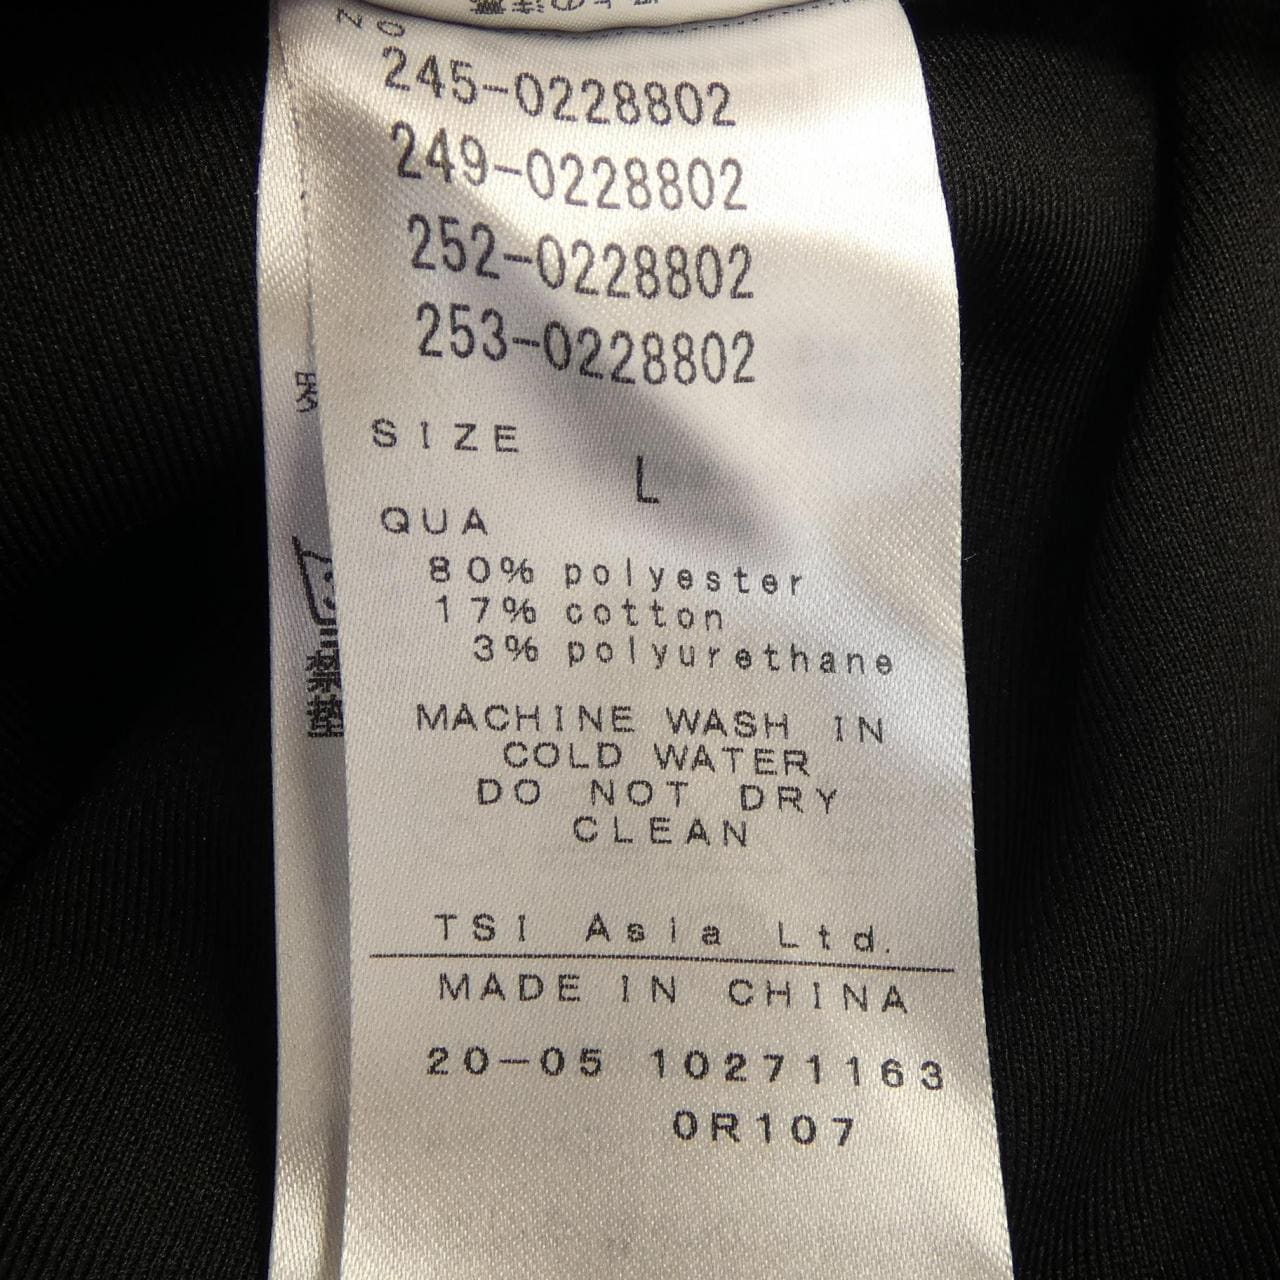 NO
245-0228802
249-0228802
252-0228802
253-0228802
SIZE
L
QUA
80% polyester
17% cotton
3% polyurethane
MACHINE WASH IN
COLD WATER
DO NOT DRY
CLEAN
TSI Asia Ltd.
MADE IN CHINA
20-05 10271163
0R107